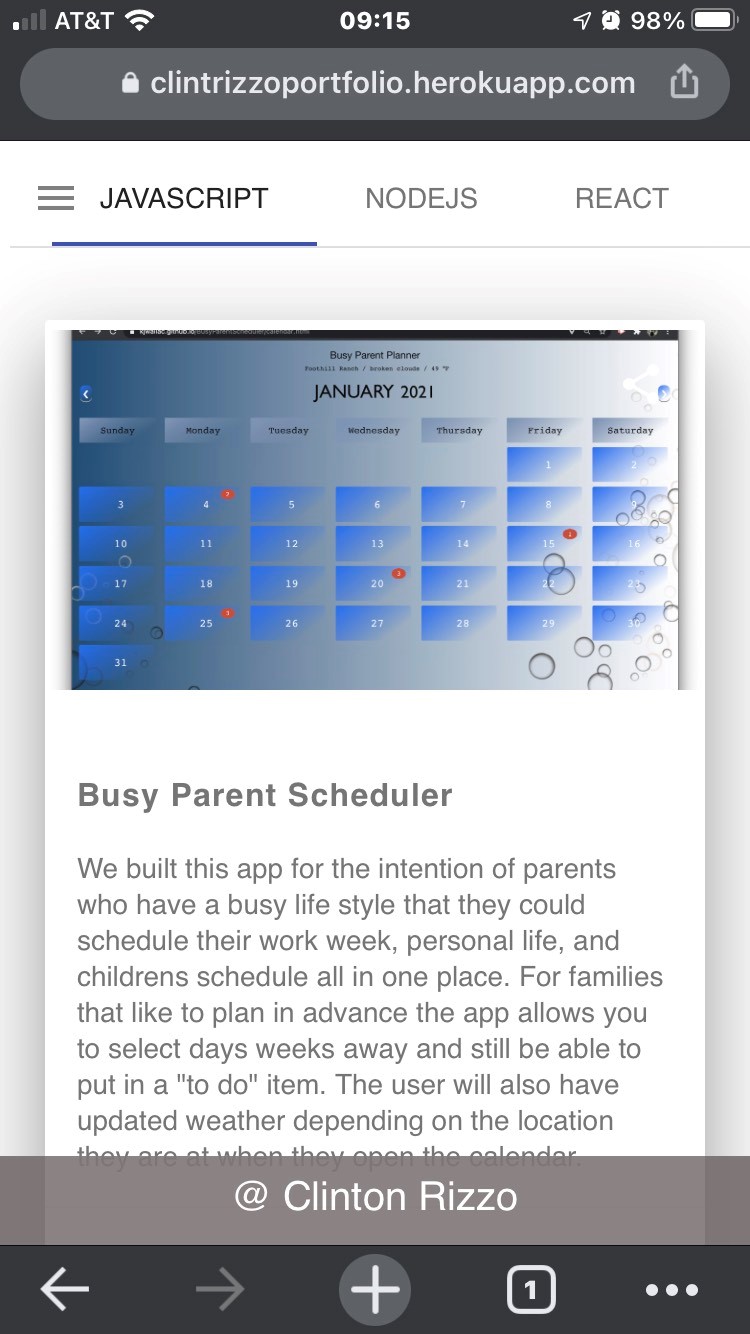 AT&T 09:15 98%
clintrizzoportfolio.herokuapp.com
JAVASCRIPT NODEJS REACT
kjwallac.github.io/BusyParentScheduler/calendar.html
Busy Parent Planner
Foothill Ranch / broken clouds / 49 °F
JANUARY 2021
Sunday Monday Tuesday Wednesday Thursday Friday Saturday
1 2
3 4 5 6 7 8 9
10 11 12 13 14 15 1 16
17 18 19 20 21 22 23
24 25 26 27 28 29 30
31
Busy Parent Scheduler
We built this app for the intention of parents
who have a busy life style that they could
schedule their work week, personal life, and
childrens schedule all in one place. For families
that like to plan in advance the app allows you
to select days weeks away and still be able to
put in a "to do" item. The user will also have
updated weather depending on the location
they are at when they open the calendar.
@ Clinton Rizzo
1